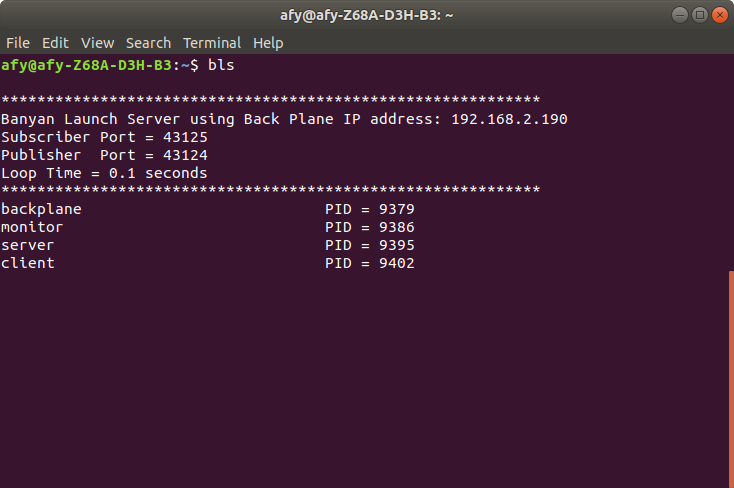 afy@afy-Z68A-D3H-B3: ~
File Edit View Search Terminal Help
afy@afy-Z68A-D3H-B3:~$ bls
************************************************************
Banyan Launch Server using Back Plane IP address: 192.168.2.190
Subscriber Port = 43125
Publisher  Port = 43124
Loop Time = 0.1 seconds
************************************************************
backplane                           PID = 9379
monitor                             PID = 9386
server                              PID = 9395
client                              PID = 9402